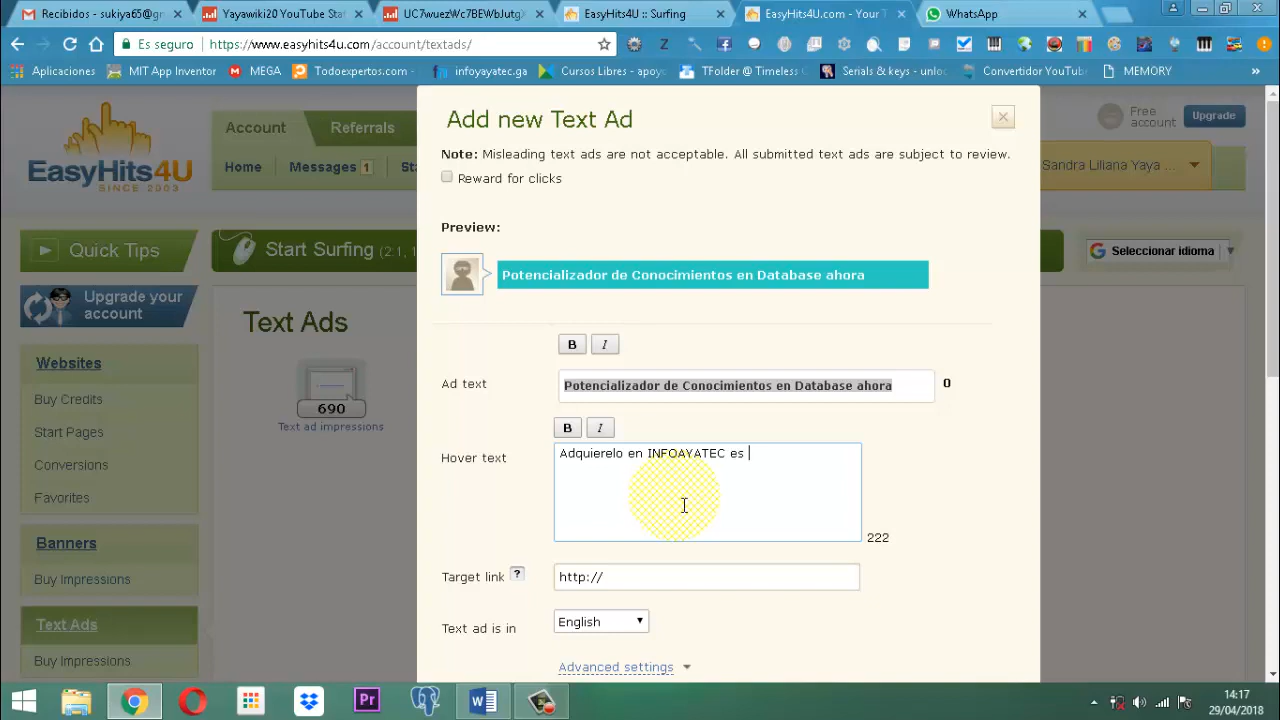 Recibidos - sukiya65@gr
Yayawiki20 YouTube Stat
UC7wuezWc7BEWbJutgX
EasyHits4U :: Surfing
EasyHits4U.com - Your T
WhatsApp
Es seguro
https://www.easyhits4u.com/account/textads/
Aplicaciones
MIT App Inventor
MEGA
Todoexpertos.com -
infoyayatec.ga
Cursos Libres - apoyo
TFolder @ Timeless
Serials & keys - unloc
Convertidor YouTub
MEMORY
»
EasyHits4U
SINCE 2003
Account
Referrals
Home
Messages 1
Sta
Free account
Upgrade
Sandra Liliana Yaya ...
Add new Text Ad
Note: Misleading text ads are not acceptable. All submitted text ads are subject to review.
Reward for clicks
Preview:
Potencializador de Conocimientos en Database ahora
B I
Ad text
Potencializador de Conocimientos en Database ahora
0
B I
Hover text
Adquierelo en INFOAYATEC es
222
Target link ?
http://
Text ad is in
English
Advanced settings
Quick Tips
Start Surfing (2:1, 1
Seleccionar idioma
Upgrade your account
Text Ads
690
Text ad impressions
Websites
Buy Credits
Start Pages
Conversions
Favorites
Banners
Buy Impressions
Text Ads
Buy Impressions
14:17
29/04/2018